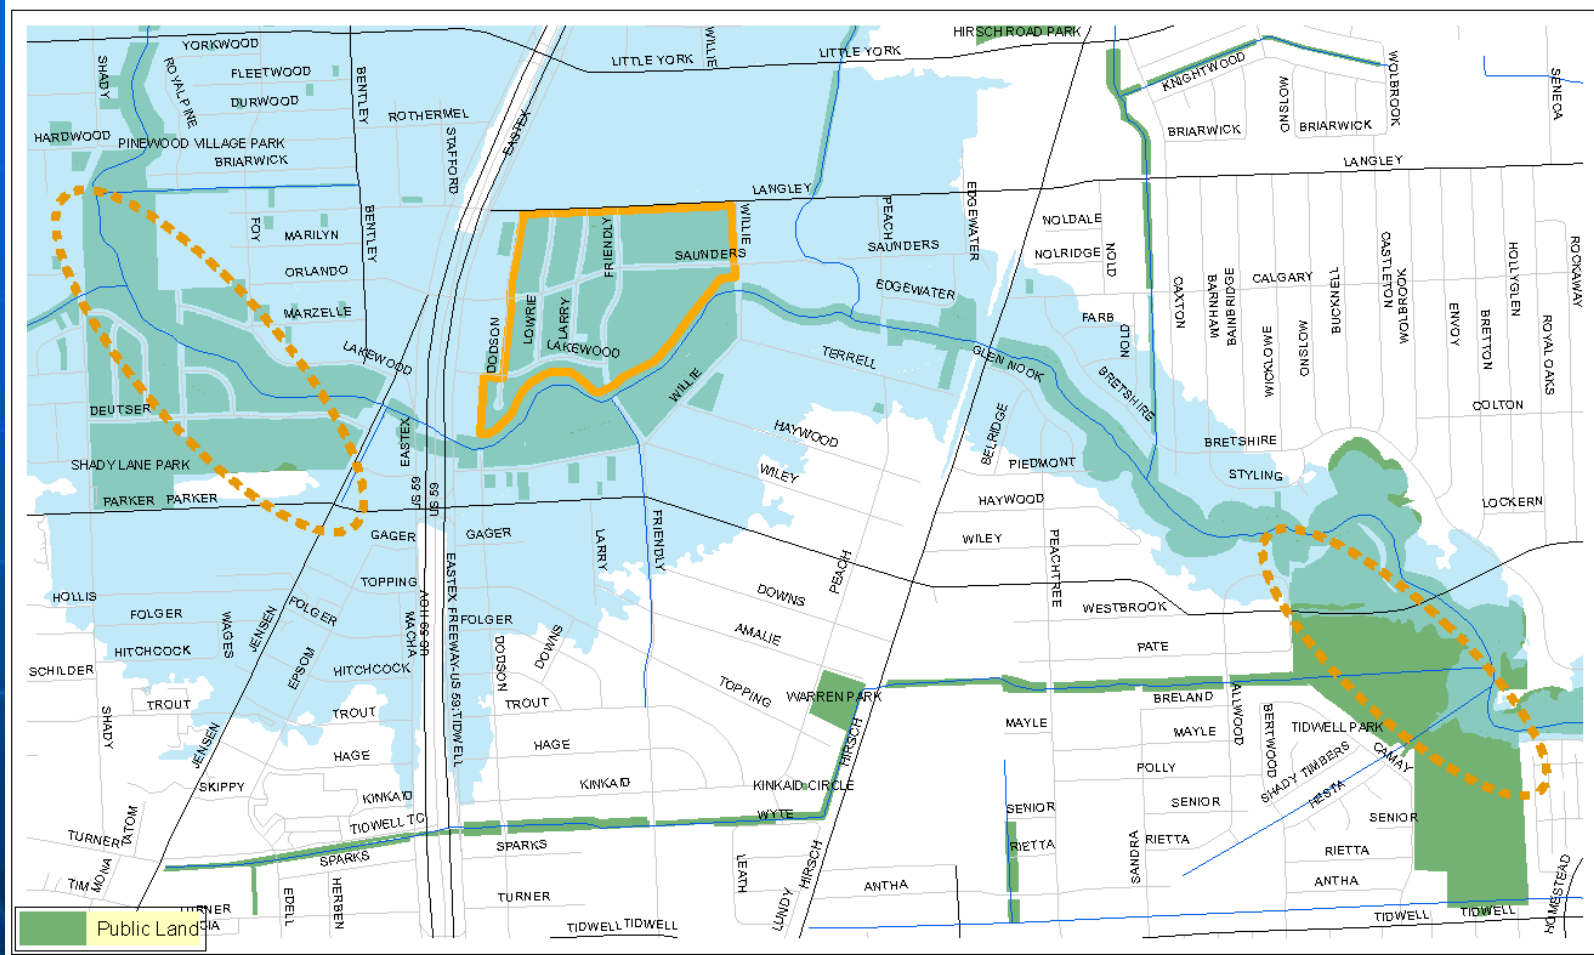 HIRSCH ROAD PARK
YORKWOOD
LITTLE YORK
LITTLE YORK
WILLIE
SHADY
ROYAL PINE
FLEETWOOD
BENTLEY
KNIGHTWOOD
WOLBROOK
SENECA
DURWOOD
ROTHERMEL
EASTEX
ONSLOW
HARDWOOD
PINEWOOD VILLAGE PARK
BRIARWICK
STAFFORD
BRIARWICK
BRIARWICK
LANGLEY
LANGLEY
EDGEWATER
PEACH
NOLDALE
FOY
MARILYN
BENTLEY
FRIENDLY
WILLIE
SAUNDERS
SAUNDERS
NOLRIDGE
NOLD
ROCKAWAY
CASTLETON
HOLLYGLEN
ORLANDO
EDGEWATER
CALGARY
CAXTON
BARNHAM
BAINBRIDGE
BUCKNELL
WOLBROOK
MARZELLE
DODSON
LOWRIE
LARRY
LAKEWOOD
LAKEWOOD
TERRELL
GLEN NOOK
FARB
NOLD
WICKLOWE
ONSLOW
ENVOY
BRETTON
ROYAL OAKS
DEUTSER
WILLIE
BRETSHIRE
COLTON
EASTEX
HAYWOOD
BELRIDGE
BRETSHIRE
SHADY LANE PARK
WILEY
PIEDMONT
STYLING
PARKER
PARKER
US 59
US 59
HAYWOOD
LOCKERN
GAGER
GAGER
LARRY
FRIENDLY
WILEY
PEACHTREE
PEACH
HOLLIS
TOPPING
DOWNS
FOLGER
WAGES
JENSEN
FOLGER
MACHA
US 59 HOV
EASTEX FREEWAY-US 59:TIDWELL
FOLGER
WESTBROOK
AMALIE
HITCHCOCK
EPSOM
HITCHCOCK
DODSON
DOWNS
PATE
SCHILDER
TOPPING
WARREN PARK
TROUT
TROUT
TROUT
BRELAND
ALLWOOD
BERTWOOD
SHADY
JENSEN
MAYLE
MAYLE
TIDWELL PARK
HAGE
HAGE
HIRSCH
CAMAY
SHADY TIMBERS
POLLY
SKIPPY
KINKAID
KINKAID
KINKAID CIRCLE
HESTA
WYTE
SENIOR
SENIOR
SENIOR
TIDWELL TC
TATOM
TURNER
SPARKS
SPARKS
RIETTA
SANDRA
RIETTA
RIETTA
MONA
TIM
LEATH
HIRSCH
ANTHA
ANTHA
HOMESTEAD
EDELL
HERBEN
TURNER
LUNDY
TURNER
TIDWELL
TIDWELL
TIDWELL
TIDWELL
Public Land